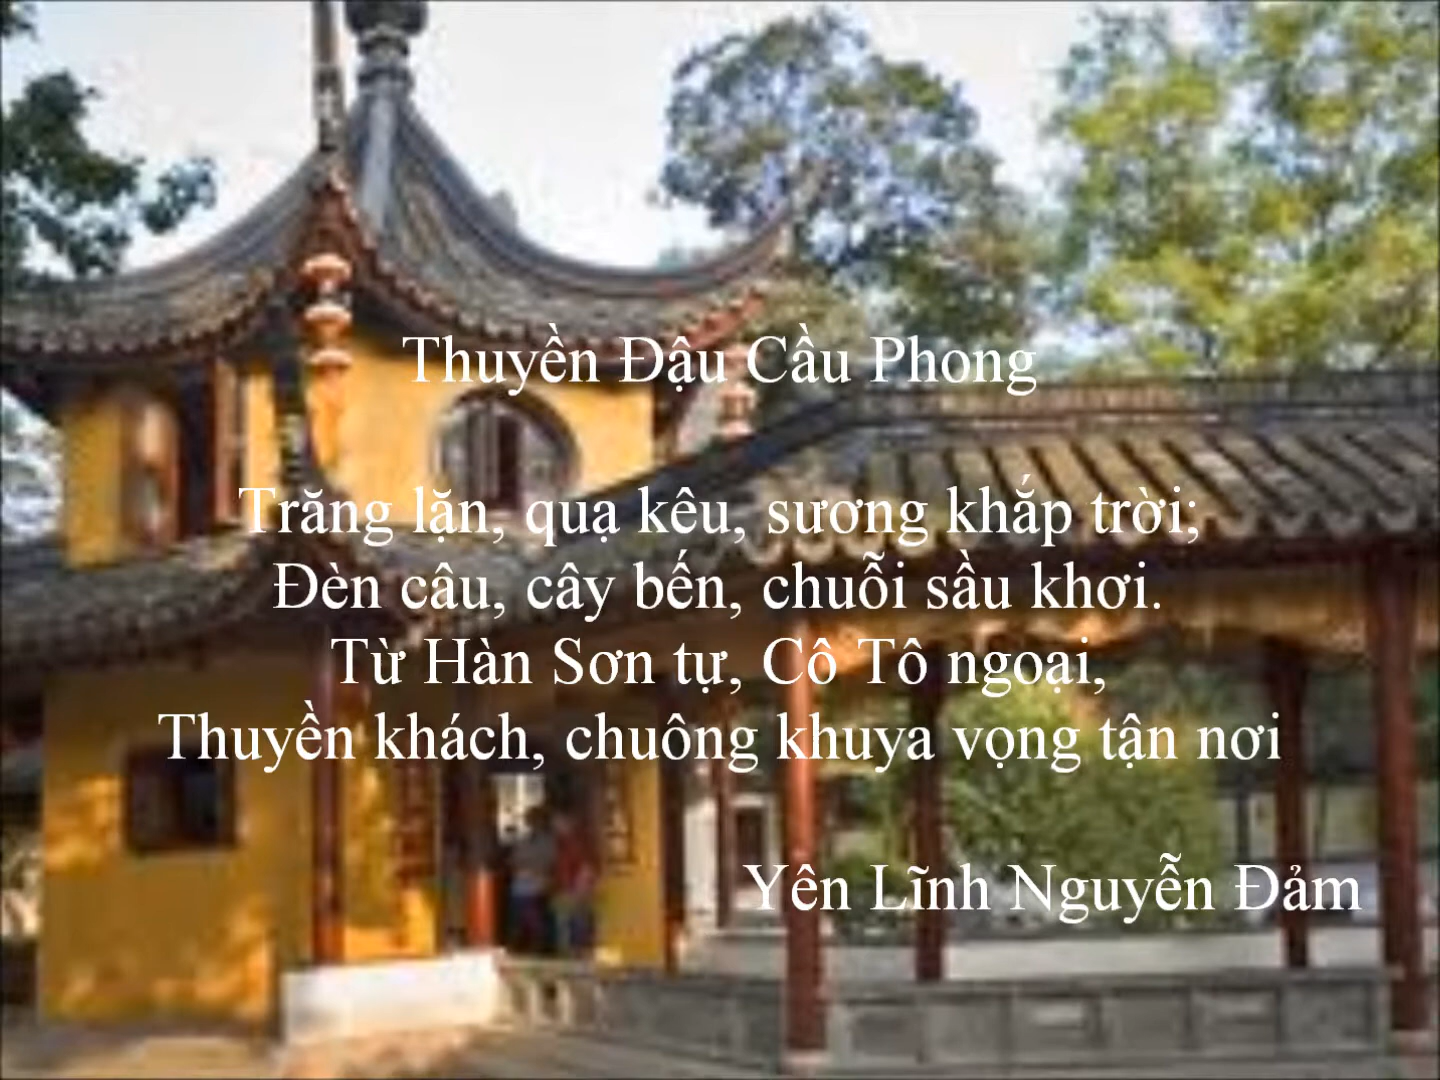 Thuyền Đậu Cầu Phong
Trăng lặn, quạ kêu, sương khắp trời;
Đèn câu, cây bến, chuỗi sầu khơi.
Từ Hàn Sơn tự, Cô Tô ngoại,
Thuyền khách, chuông khuya vọng tận nơi
Yên Lĩnh Nguyễn Đảm